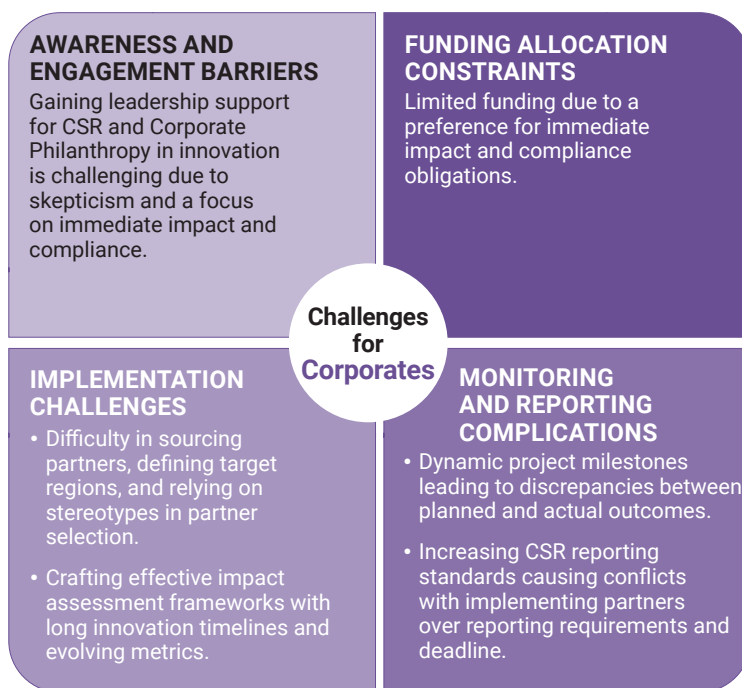 AWARENESS AND
ENGAGEMENT BARRIERS
Gaining leadership support
for CSR and Corporate
Philanthropy in innovation
is challenging due to
skepticism and a focus
on immediate impact and
compliance.
FUNDING ALLOCATION
CONSTRAINTS
Limited funding due to a
preference for immediate
impact and compliance
obligations.
Challenges
for
Corporates
IMPLEMENTATION
CHALLENGES
• Difficulty in sourcing
partners, defining target
regions, and relying on
stereotypes in partner
selection.
• Crafting effective impact
assessment frameworks with
long innovation timelines and
evolving metrics.
MONITORING
AND REPORTING
COMPLICATIONS
• Dynamic project milestones
leading to discrepancies between
planned and actual outcomes.
• Increasing CSR reporting
standards causing conflicts
with implementing partners
over reporting requirements and
deadline.